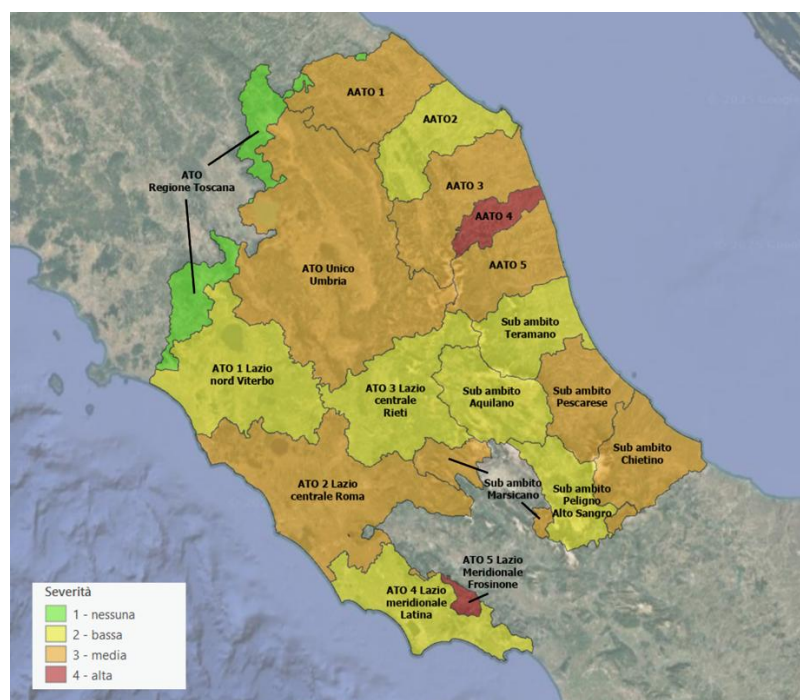 AATO 1
AATO2
ATO
Regione Toscana
AATO 3
AATO 4
AATO 5
ATO Unico
Umbria
Sub ambito
Teramano
ATO 1 Lazio
nord Viterbo
ATO 3 Lazio
centrale
Rieti
Sub ambito
Aquilano
Sub ambito
Pescarese
Sub ambito
Chietino
ATO 2 Lazio
centrale Roma
Sub ambito
Marsicano
Sub ambito
Peligno
Alto Sangro
ATO 5 Lazio
Meridionale
Frosinone
ATO 4 Lazio
meridionale
Latina
Severità
1 - nessuna
2 - bassa
3 - media
4 - alta